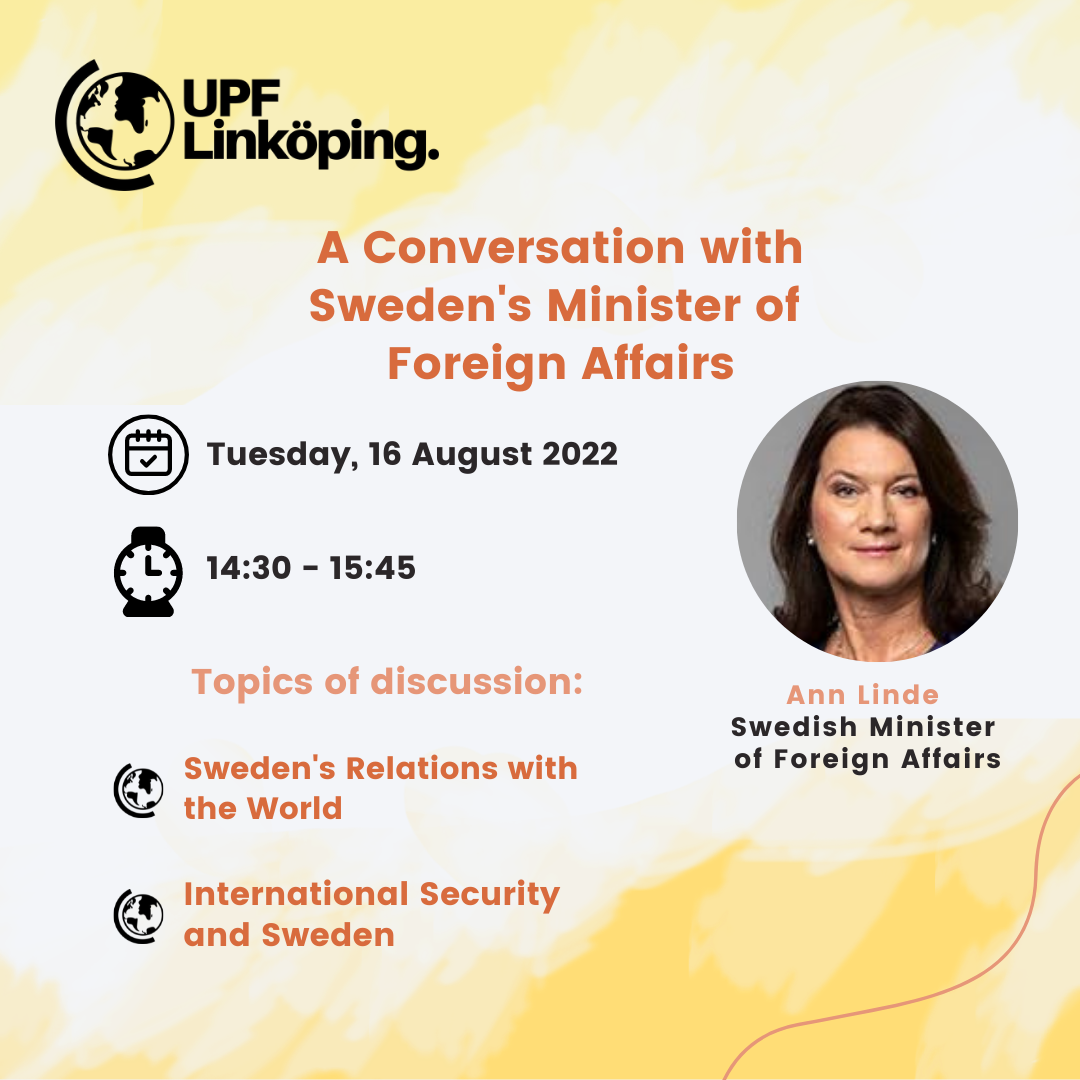 UPF
Linköping.
A Conversation with
Sweden's Minister of
Foreign Affairs
Tuesday, 16 August 2022
14:30 - 15:45
Topics of discussion:
Sweden's Relations with
the World
International Security
and Sweden
Ann Linde
Swedish Minister
of Foreign Affairs